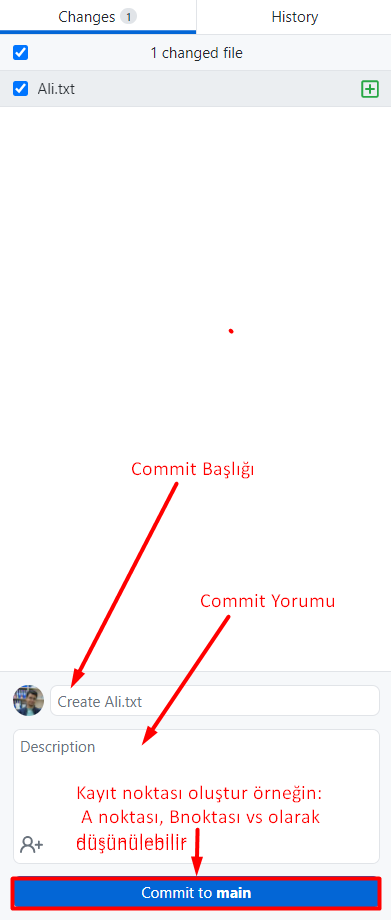 Changes 1 History
1 changed file
Ali.txt
Commit Başlığı
Commit Yorumu
Create Ali.txt
Description
Kayıt noktası oluştur örneğin:
A noktası, Bnoktası vs olarak
düşünülebilir
Commit to main